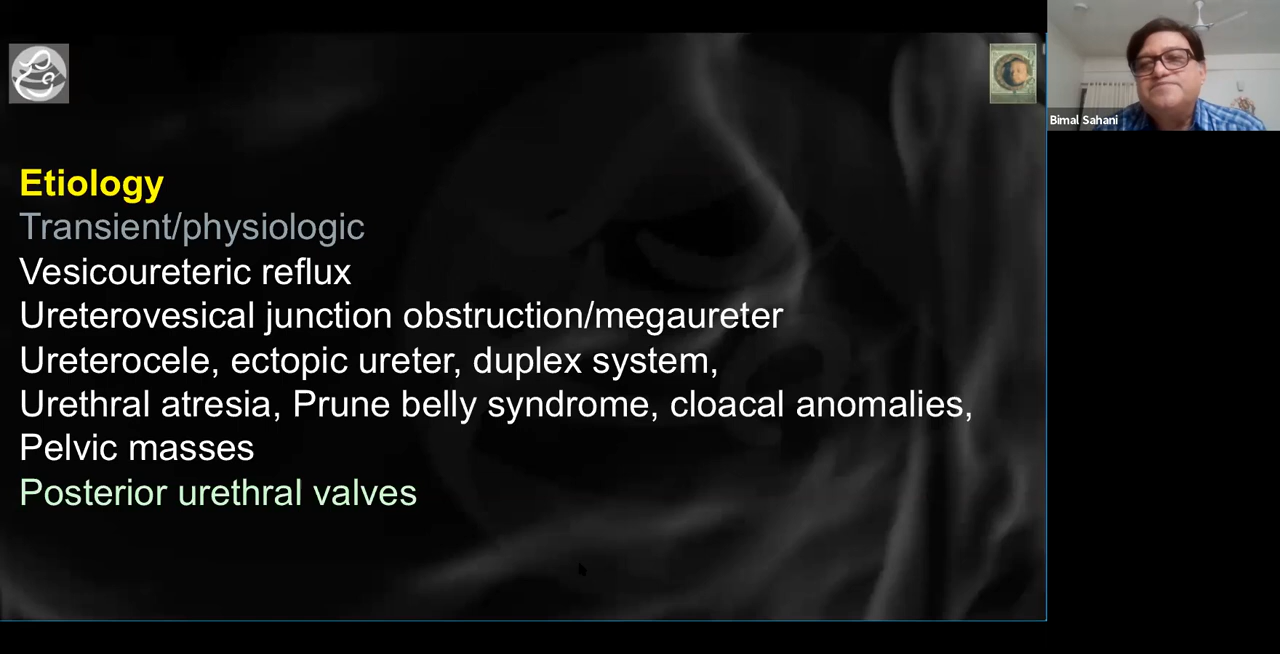 Etiology
Transient/physiologic
Vesicoureteric reflux
Ureterovesical junction obstruction/megaureter
Ureterocele, ectopic ureter, duplex system,
Urethral atresia, Prune belly syndrome, cloacal anomalies,
Pelvic masses
Posterior urethral valves
Bimal Sahani